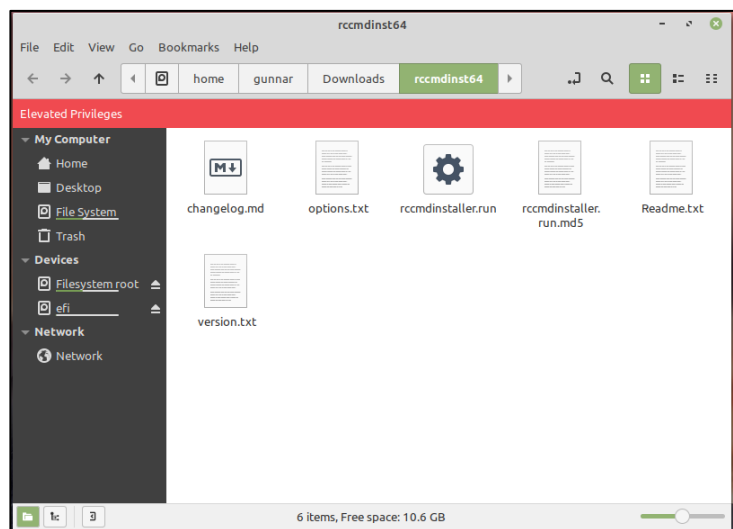 rccmdinst64
File Edit View Go Bookmarks Help
home gunnar Downloads rccmdinst64
Elevated Privileges
My Computer
Home
Desktop
File System
Trash
Devices
Filesystem root
efi
Network
Network
M
changelog.md
options.txt
rccmdinstaller.run
rccmdinstaller.
run.md5
Readme.txt
version.txt
6 items, Free space: 10.6 GB